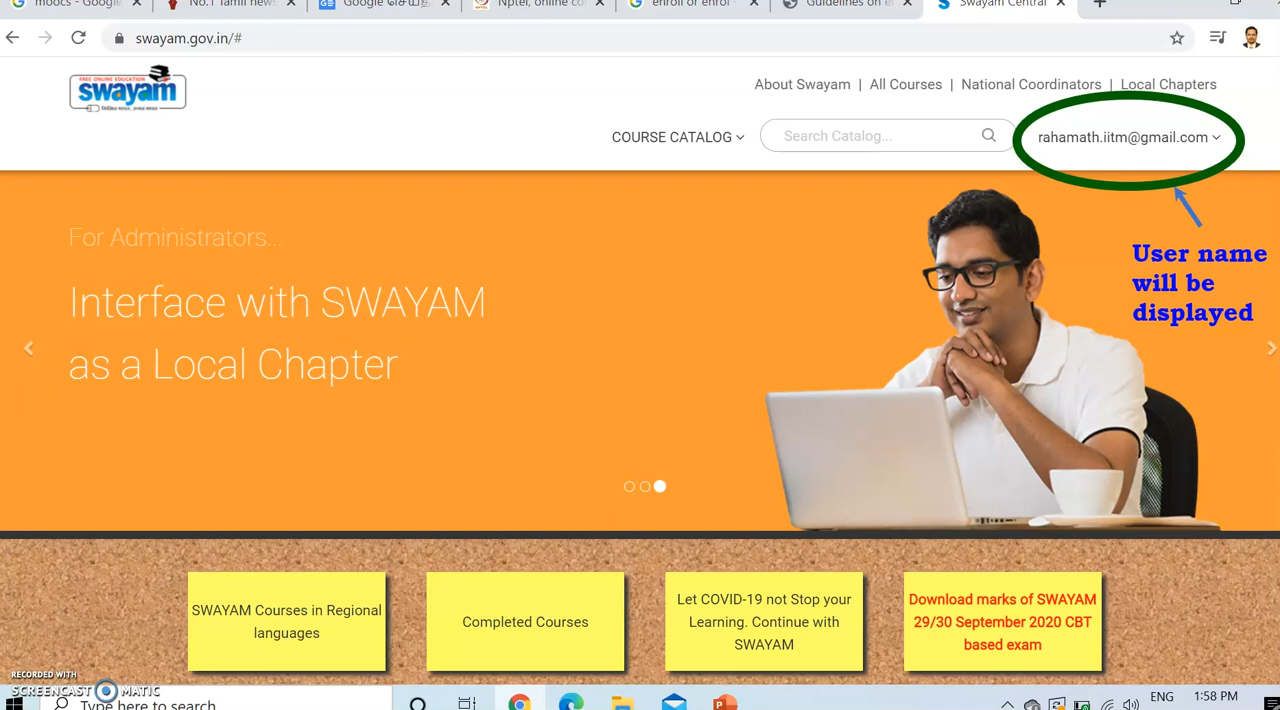 moocs - Google
No.1 Tamil news
Nptel, online co
enroll or enrol -
Guidelines on e
Swayam Central
swayam.gov.in/#
FREE ONLINE EDUCATION
swayam
About Swayam | All Courses | National Coordinators | Local Chapters
COURSE CATALOG
Search Catalog...
rahamath.iitm@gmail.com
For Administrators...
Interface with SWAYAM
as a Local Chapter
User name
will be
displayed
SWAYAM Courses in Regional
languages
Completed Courses
Let COVID-19 not Stop your
Learning. Continue with
SWAYAM
Download marks of SWAYAM
29/30 September 2020 CBT
based exam
RECORDED WITH
SCREENCAST MATIC
Type here to search
ENG
1:58 PM